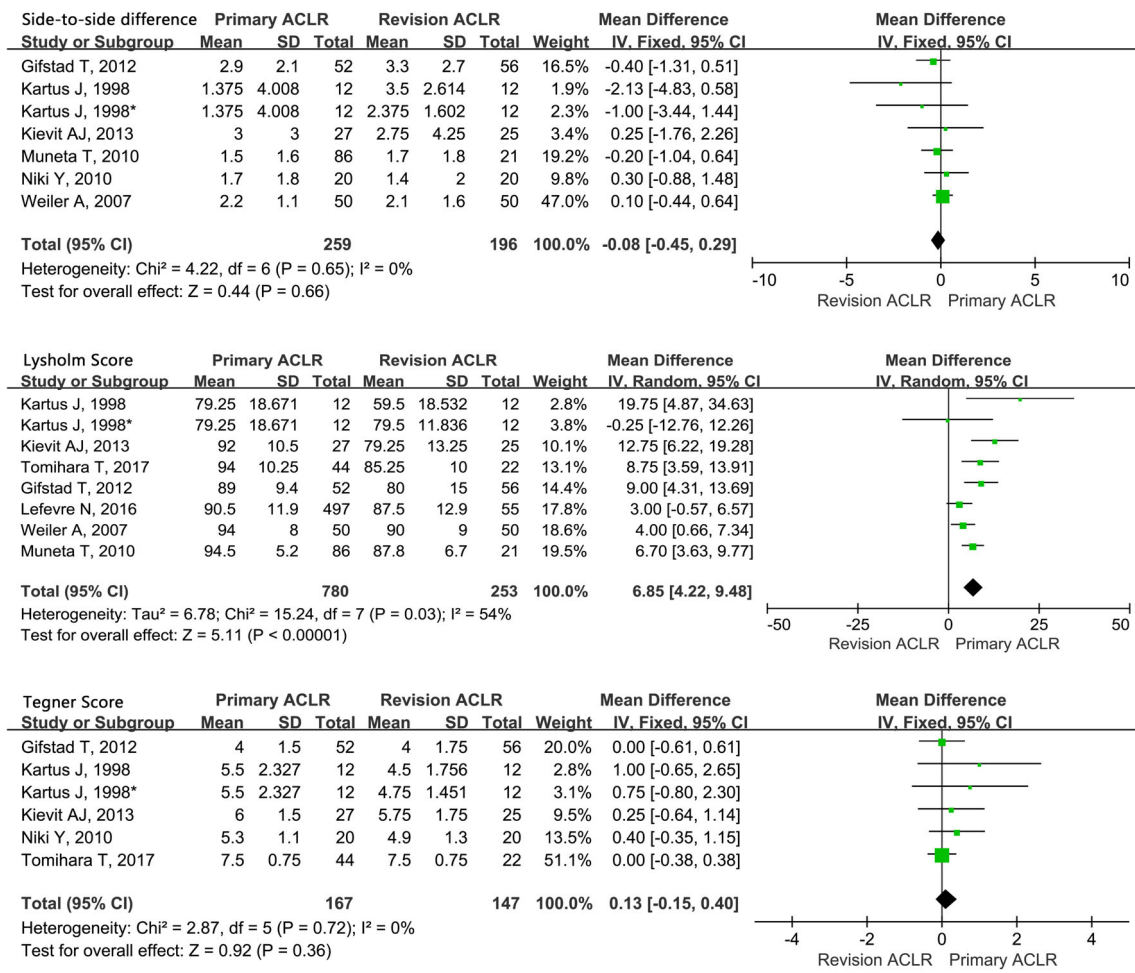 Side-to-side difference Primary ACLR Revision ACLR Mean Difference Mean Difference
Study or Subgroup Mean SD Total Mean SD Total Weight IV, Fixed, 95% CI IV, Fixed, 95% CI
Gifstad T, 2012 2.9 2.1 52 3.3 2.7 56 16.5% -0.40 [-1.31, 0.51]
Kartus J, 1998 1.375 4.008 12 3.5 2.614 12 1.9% -2.13 [-4.83, 0.58]
Kartus J, 1998* 1.375 4.008 12 2.375 1.602 12 2.3% -1.00 [-3.44, 1.44]
Kievit AJ, 2013 3 3 27 2.75 4.25 25 3.4% 0.25 [-1.76, 2.26]
Muneta T, 2010 1.5 1.6 86 1.7 1.8 21 19.2% -0.20 [-1.04, 0.64]
Niki Y, 2010 1.7 1.8 20 1.4 2 20 9.8% 0.30 [-0.88, 1.48]
Weiler A, 2007 2.2 1.1 50 2.1 1.6 50 47.0% 0.10 [-0.44, 0.64]
Total (95% CI) 259 196 100.0% -0.08 [-0.45, 0.29]
Heterogeneity: Chi² = 4.22, df = 6 (P = 0.65); I² = 0%
Test for overall effect: Z = 0.44 (P = 0.66)
-10 -5 0 5 10
Revision ACLR Primary ACLR
Lysholm Score Primary ACLR Revision ACLR Mean Difference Mean Difference
Study or Subgroup Mean SD Total Mean SD Total Weight IV, Random, 95% CI IV, Random, 95% CI
Kartus J, 1998 79.25 18.671 12 59.5 18.532 12 2.8% 19.75 [4.87, 34.63]
Kartus J, 1998* 79.25 18.671 12 79.5 11.836 12 3.8% -0.25 [-12.76, 12.26]
Kievit AJ, 2013 92 10.5 27 79.25 13.25 25 10.1% 12.75 [6.22, 19.28]
Tomihara T, 2017 94 10.25 44 85.25 10 22 13.1% 8.75 [3.59, 13.91]
Gifstad T, 2012 89 9.4 52 80 15 56 14.4% 9.00 [4.31, 13.69]
Lefevre N, 2016 90.5 11.9 497 87.5 12.9 55 17.8% 3.00 [-0.57, 6.57]
Weiler A, 2007 94 8 50 90 9 50 18.6% 4.00 [0.66, 7.34]
Muneta T, 2010 94.5 5.2 86 87.8 6.7 21 19.5% 6.70 [3.63, 9.77]
Total (95% CI) 780 253 100.0% 6.85 [4.22, 9.48]
Heterogeneity: Tau² = 6.78; Chi² = 15.24, df = 7 (P = 0.03); I² = 54%
Test for overall effect: Z = 5.11 (P < 0.00001)
-50 -25 0 25 50
Revision ACLR Primary ACLR
Tegner Score Primary ACLR Revision ACLR Mean Difference Mean Difference
Study or Subgroup Mean SD Total Mean SD Total Weight IV, Fixed, 95% CI IV, Fixed, 95% CI
Gifstad T, 2012 4 1.5 52 4 1.75 56 20.0% 0.00 [-0.61, 0.61]
Kartus J, 1998 5.5 2.327 12 4.5 1.756 12 2.8% 1.00 [-0.65, 2.65]
Kartus J, 1998* 5.5 2.327 12 4.75 1.451 12 3.1% 0.75 [-0.80, 2.30]
Kievit AJ, 2013 6 1.5 27 5.75 1.75 25 9.5% 0.25 [-0.64, 1.14]
Niki Y, 2010 5.3 1.1 20 4.9 1.3 20 13.5% 0.40 [-0.35, 1.15]
Tomihara T, 2017 7.5 0.75 44 7.5 0.75 22 51.1% 0.00 [-0.38, 0.38]
Total (95% CI) 167 147 100.0% 0.13 [-0.15, 0.40]
Heterogeneity: Chi² = 2.87, df = 5 (P = 0.72); I² = 0%
Test for overall effect: Z = 0.92 (P = 0.36)
-4 -2 0 2 4
Revision ACLR Primary ACLR